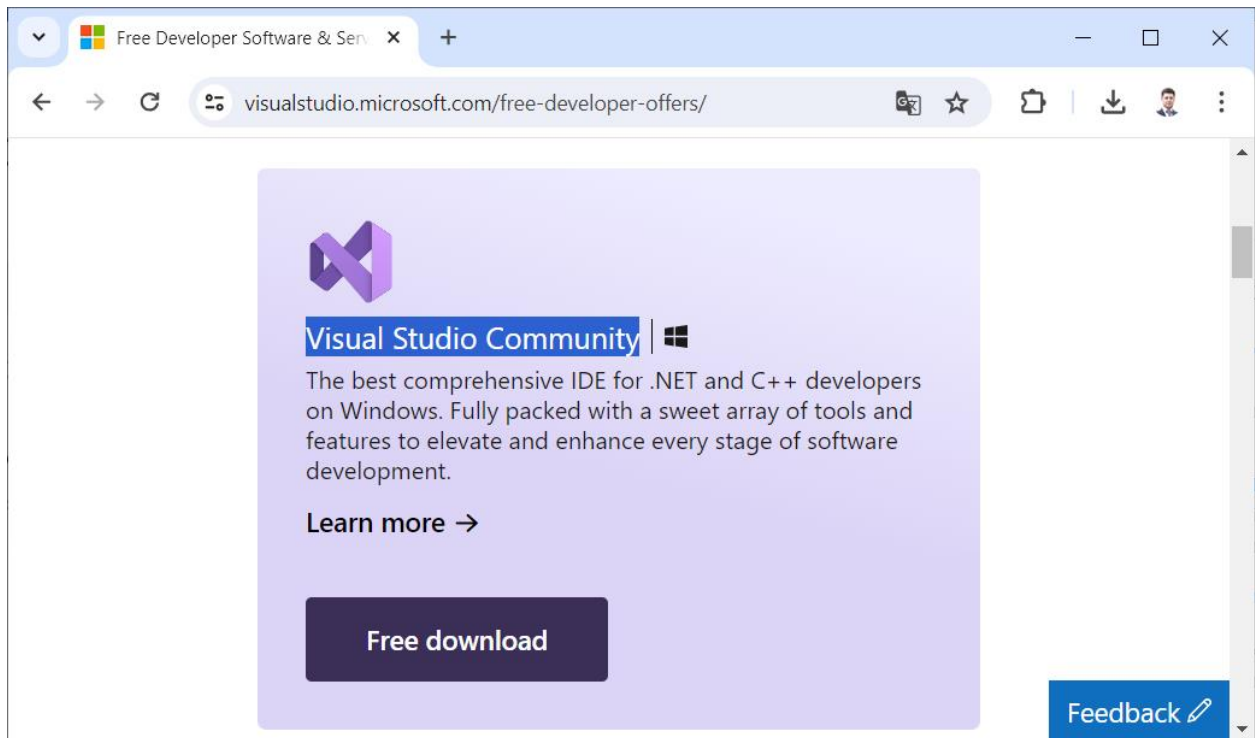 Free Developer Software & Serv
visualstudio.microsoft.com/free-developer-offers/
Visual Studio Community
The best comprehensive IDE for .NET and C++ developers
on Windows. Fully packed with a sweet array of tools and
features to elevate and enhance every stage of software
development.
Learn more →
Free download
Feedback